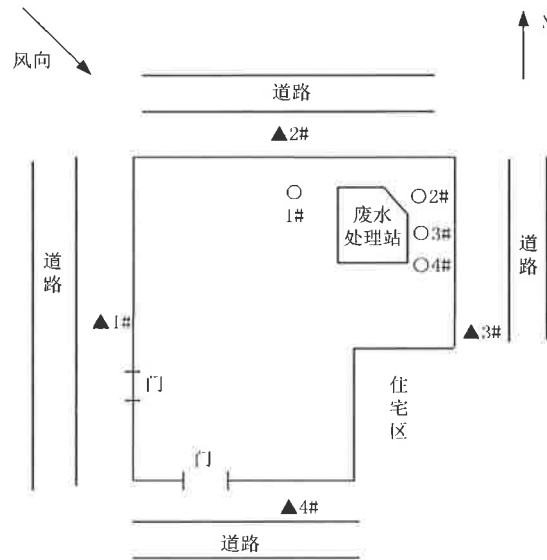 风向
道路
▲2#
1#
废水
处理站
2#
3#
4#
道
路
道
路
▲1#
▲3#
门
住
宅
区
门
▲4#
道路